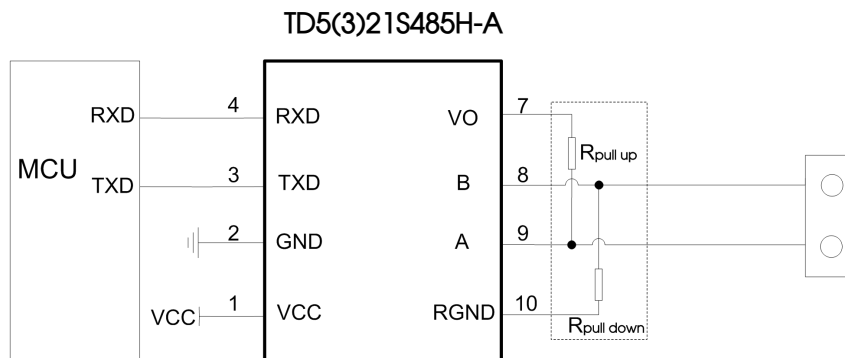 TD5(3)21S485H-A
RXD 4 RXD VO 7
Rpull up
MCU TXD 3 TXD B 8
2 GND A 9
VCC 1 VCC RGND 10
Rpull down